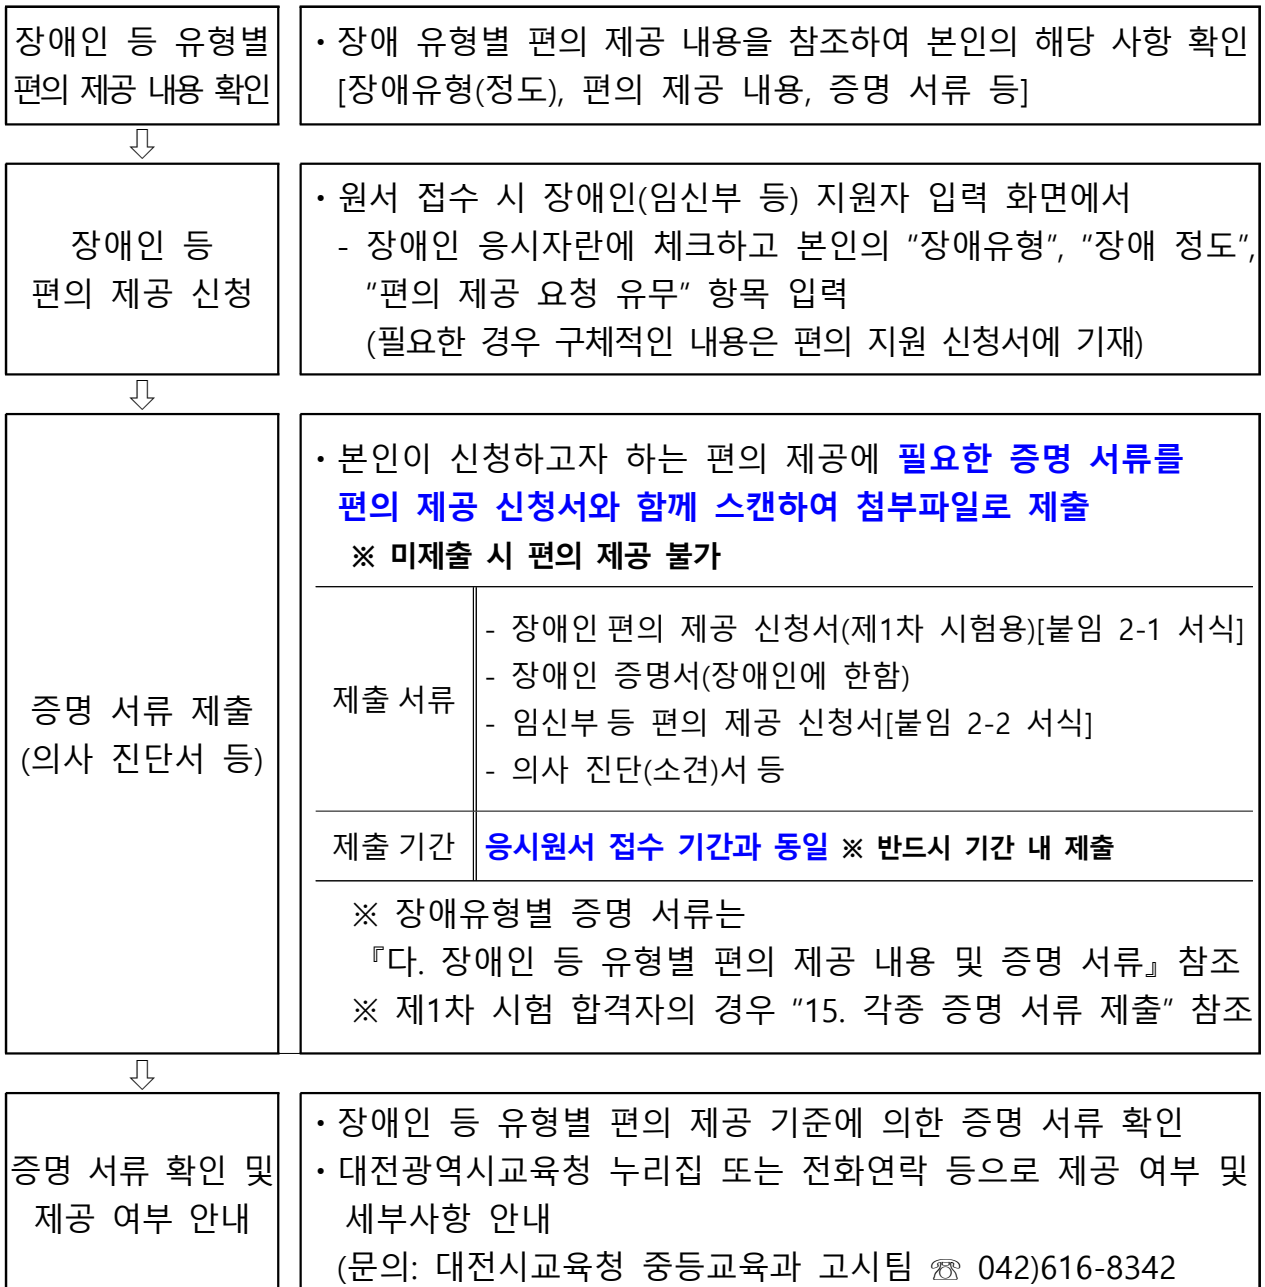 장애인 등 유형별
편의 제공 내용 확인
· 장애 유형별 편의 제공 내용을 참조하여 본인의 해당 사항 확인
[장애유형(정도), 편의 제공 내용, 증명 서류 등]
⇩
장애인 등
편의 제공 신청
· 원서 접수 시 장애인(임신부 등) 지원자 입력 화면에서
- 장애인 응시자란에 체크하고 본인의 “장애유형”, “장애 정도”,
“편의 제공 요청 유무” 항목 입력
(필요한 경우 구체적인 내용은 편의 지원 신청서에 기재)
⇩
증명 서류 제출
(의사 진단서 등)
· 본인이 신청하고자 하는 편의 제공에 필요한 증명 서류를
편의 제공 신청서와 함께 스캔하여 첨부파일로 제출
※ 미제출 시 편의 제공 불가
제출 서류
- 장애인 편의 제공 신청서(제1차 시험용)[붙임 2-1 서식]
- 장애인 증명서(장애인에 한함)
- 임신부 등 편의 제공 신청서[붙임 2-2 서식]
- 의사 진단(소견)서 등
제출 기간
응시원서 접수 기간과 동일 ※ 반드시 기간 내 제출
※ 장애유형별 증명 서류는
『다. 장애인 등 유형별 편의 제공 내용 및 증명 서류』 참조
※ 제1차 시험 합격자의 경우 “15. 각종 증명 서류 제출” 참조
⇩
증명 서류 확인 및
제공 여부 안내
· 장애인 등 유형별 편의 제공 기준에 의한 증명 서류 확인
· 대전광역시교육청 누리집 또는 전화연락 등으로 제공 여부 및
세부사항 안내
(문의: 대전시교육청 중등교육과 고시팀 ☏ 042)616-8342